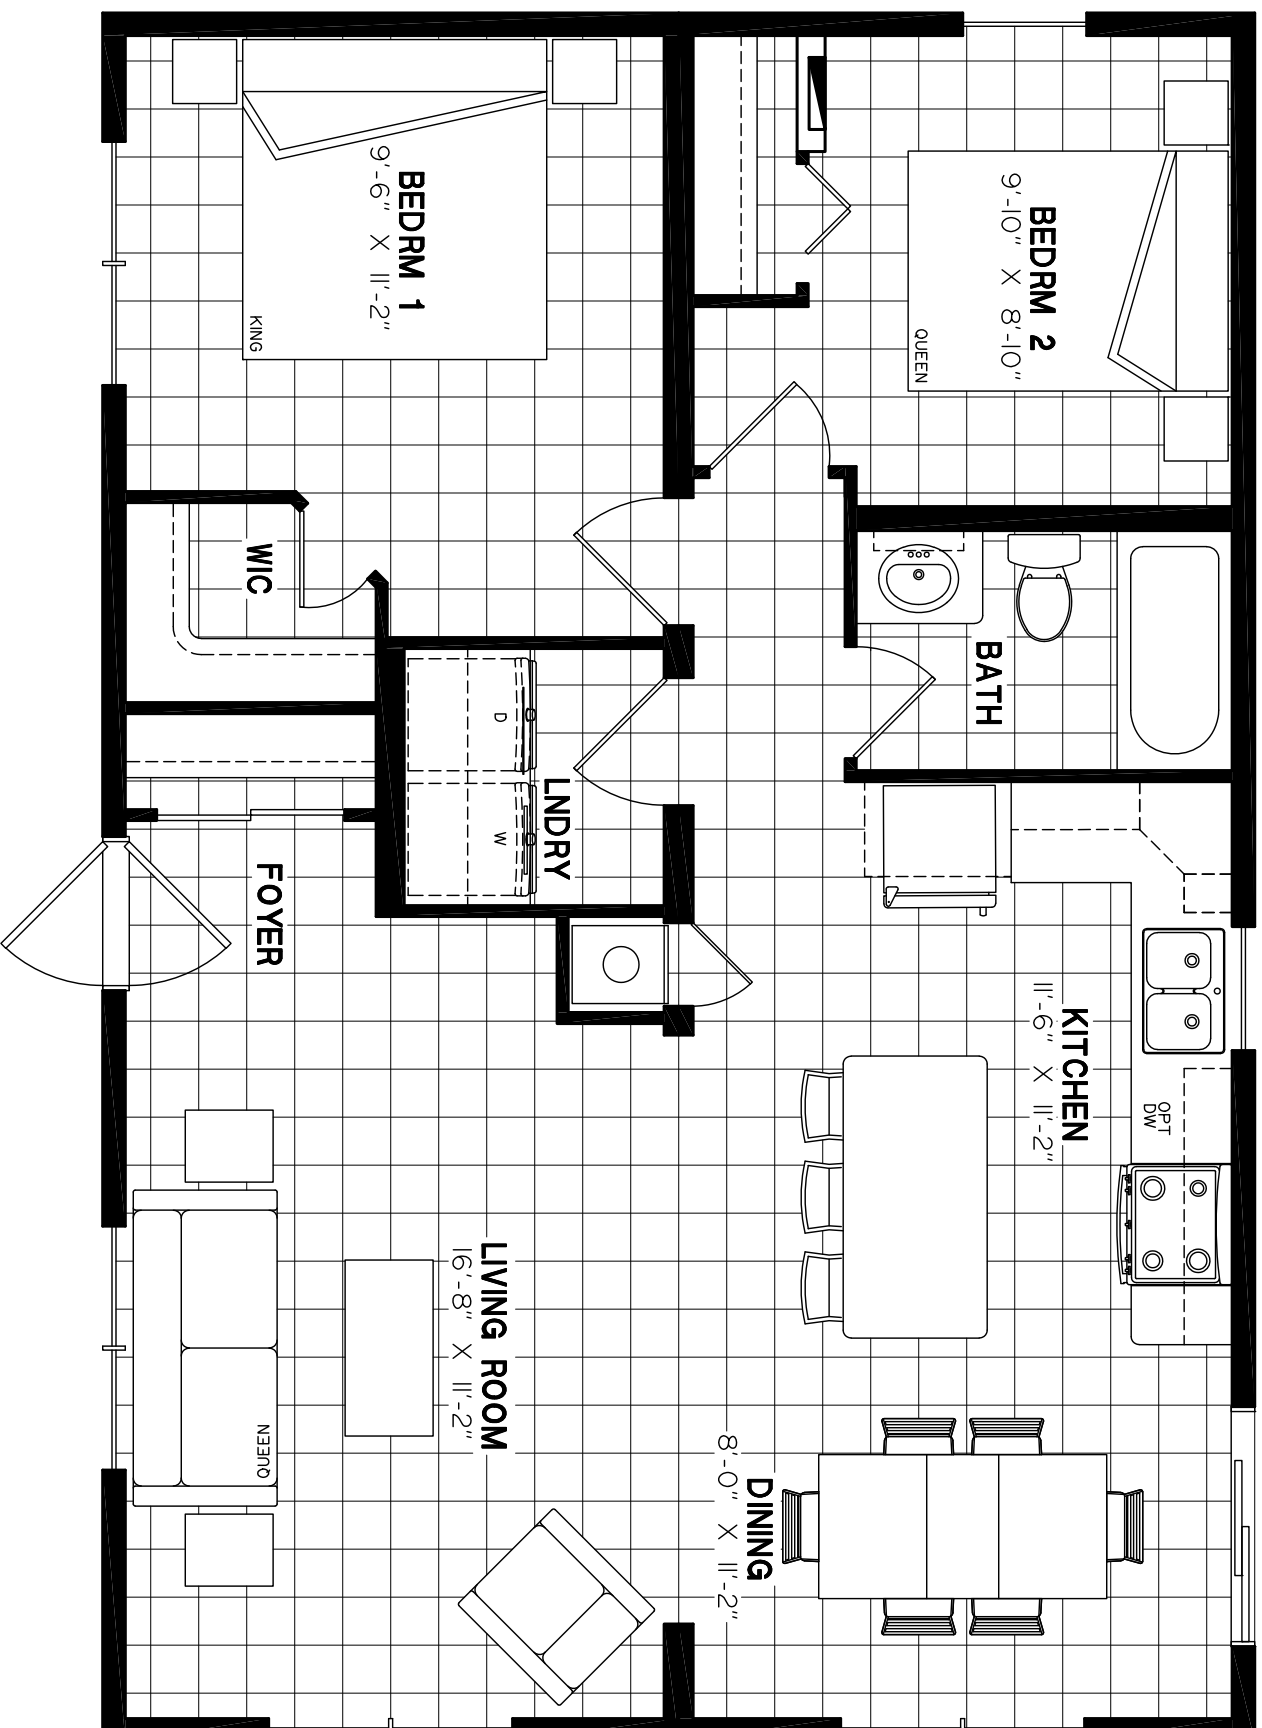 BEDRM 2
9'-10" X 8'-10"
QUEEN
BEDRM 1
9'-6" X 11'-2"
KING
BATH
WIC
D
W
LNDRY
FOYER
KITCHEN
11'-6" X 11'-2"
OPT
DW
LIVING ROOM
16'-8" X 11'-2"
QUEEN
DINING
8'-0" X 11'-2"